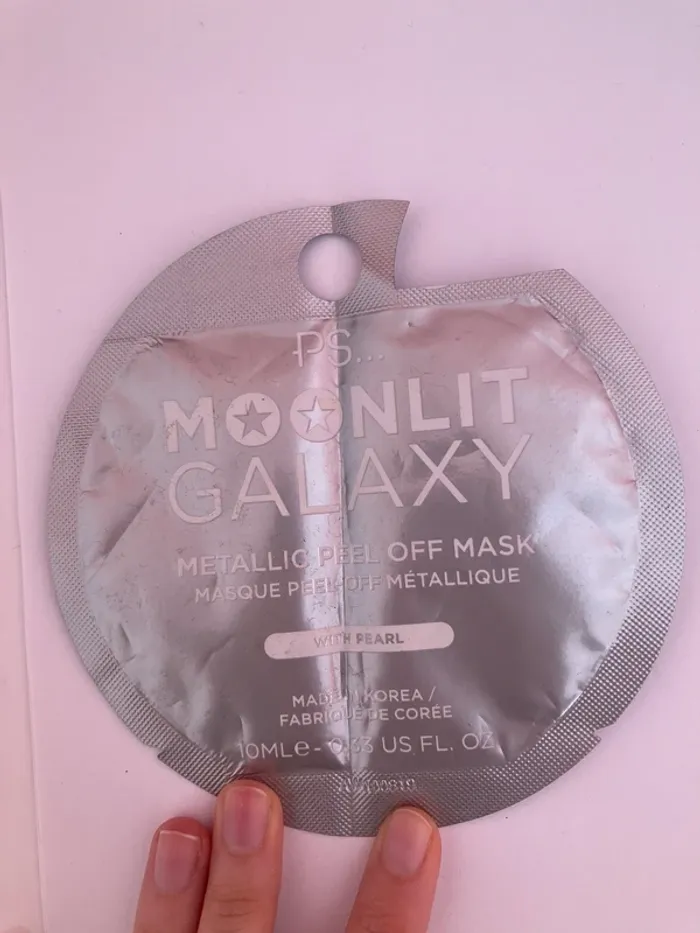 PS...
MOONLIT
GALAXY
METALLIC PEEL OFF MASK
MASQUE PEEL-OFF MÉTALLIQUE
WITH PEARL
MADE IN KOREA /
FABRIQUÉ DE CORÉE
10MLe- 0.33 US FL. OZ